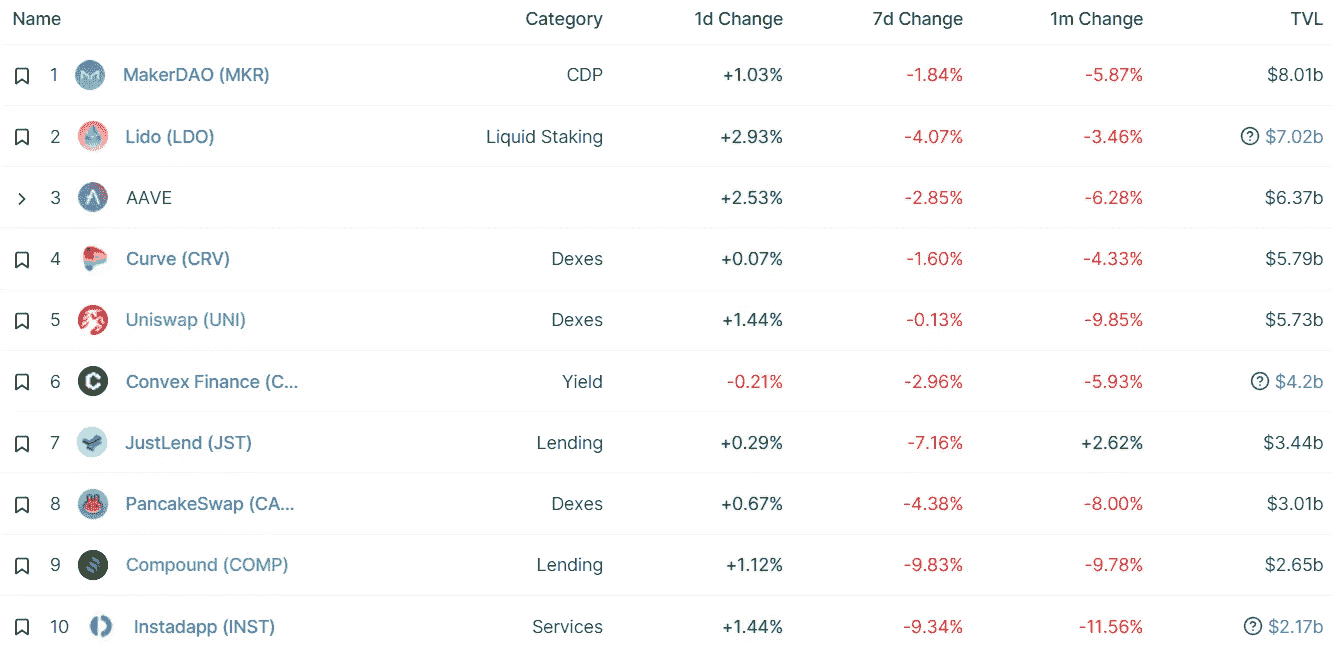 Name Category 1d Change 7d Change 1m Change TVL
1 MakerDAO (MKR) CDP +1.03% -1.84% -5.87% $8.01b
2 Lido (LDO) Liquid Staking +2.93% -4.07% -3.46% ? $7.02b
3 AAVE +2.53% -2.85% -6.28% $6.37b
4 Curve (CRV) Dexes +0.07% -1.60% -4.33% $5.79b
5 Uniswap (UNI) Dexes +1.44% -0.13% -9.85% $5.73b
6 Convex Finance (C... Yield -0.21% -2.96% -5.93% ? $4.2b
7 JustLend (JST) Lending +0.29% -7.16% +2.62% $3.44b
8 PancakeSwap (CA... Dexes +0.67% -4.38% -8.00% $3.01b
9 Compound (COMP) Lending +1.12% -9.83% -9.78% $2.65b
10 Instadapp (INST) Services +1.44% -9.34% -11.56% ? $2.17b